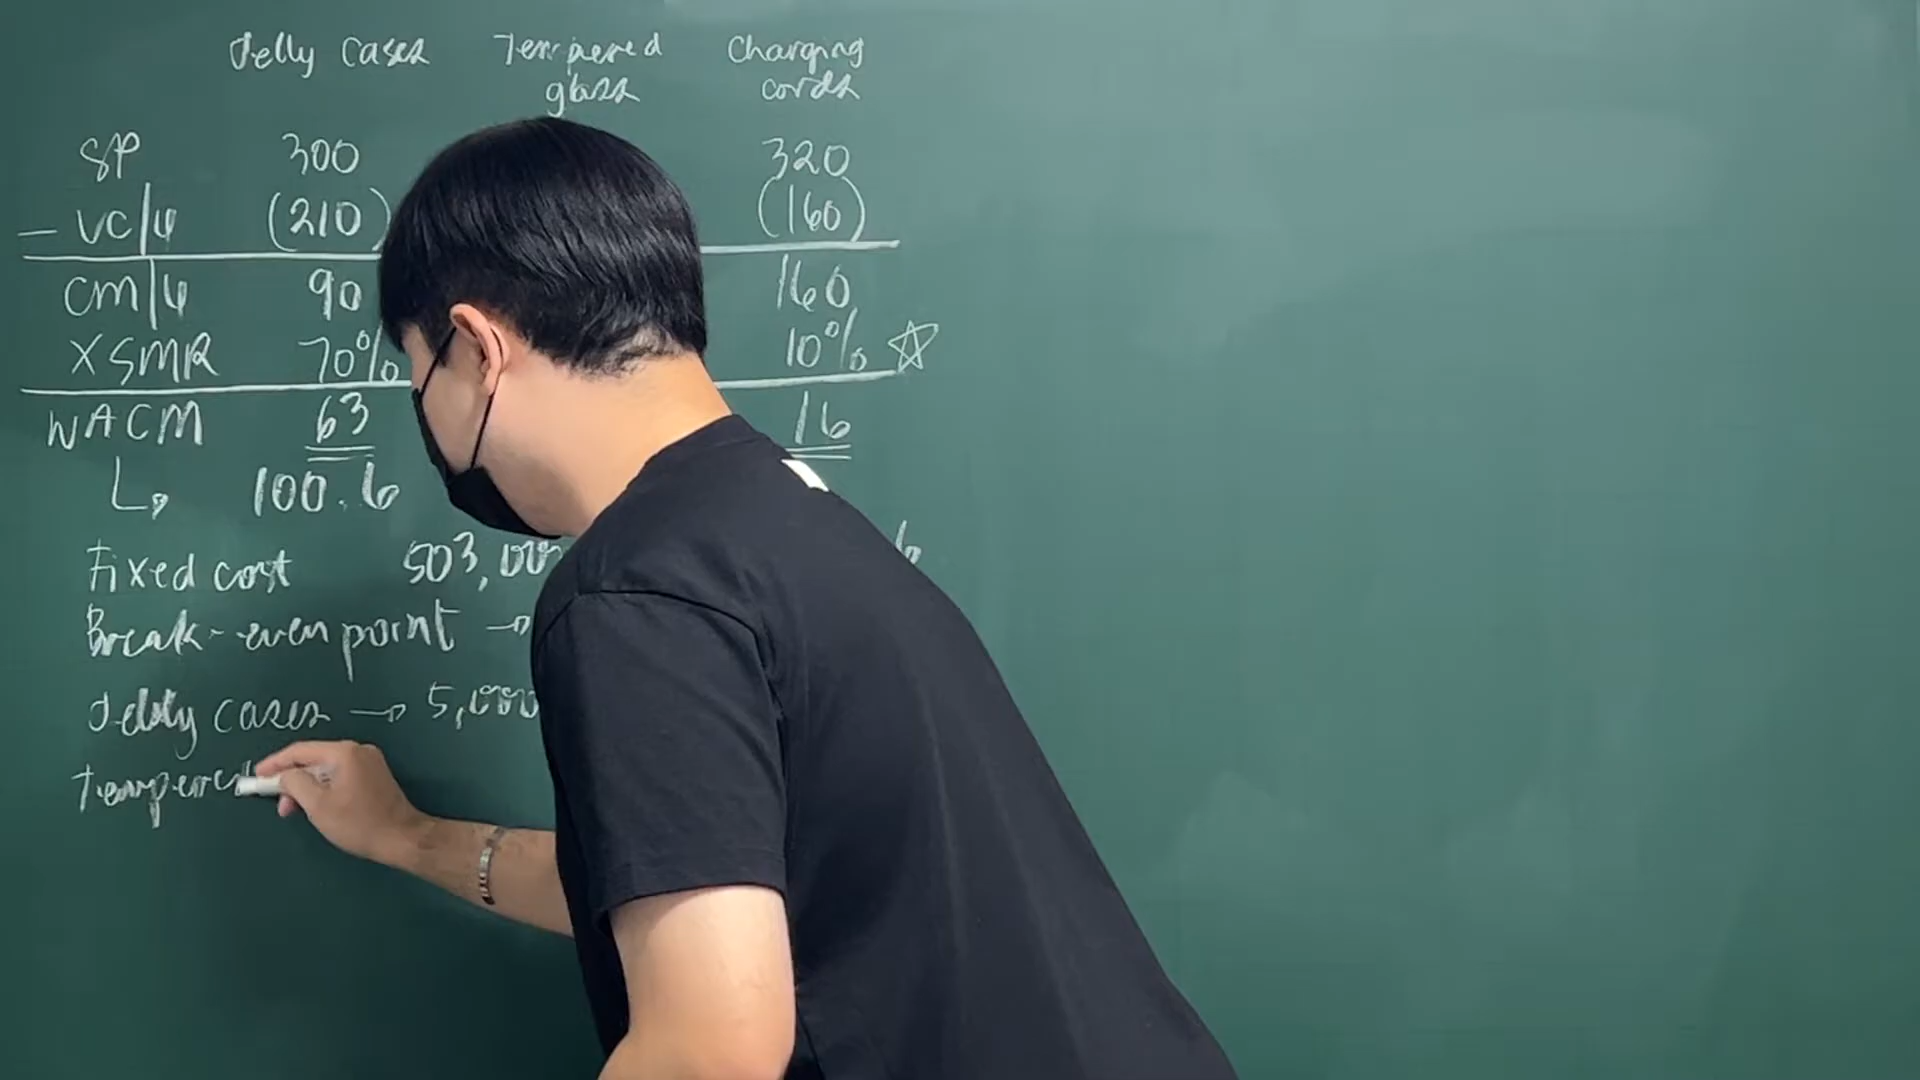 Jelly Cases Tempered Charging
glass cords
SP 300 320
- VC/u (210) (160)
CM/u 90 160
X SMR 70% 10% ☆
WACM 63 16
↳ 100.6
Fixed cost 503,000 6
Break-even point →
Jelly cases → 5,000
Tempered